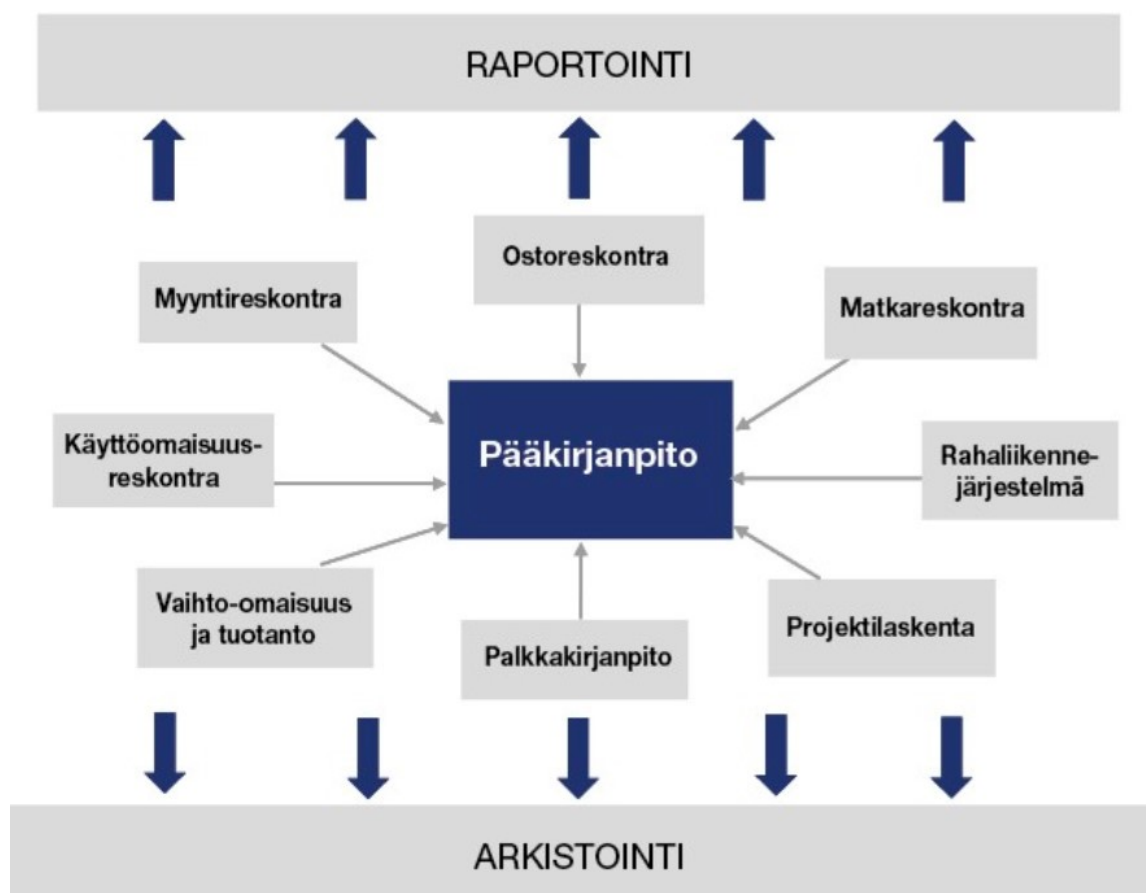 RAPORTOINTI
Ostoreskontra
Myyntireskontra
Matkareskontra
Käyttöomaisuus-
reskontra
Pääkirjanpito
Rahaliikenne-
järjestelmä
Vaihto-omaisuus
ja tuotanto
Palkkakirjanpito
Projektilaskenta
ARKISTOINTI